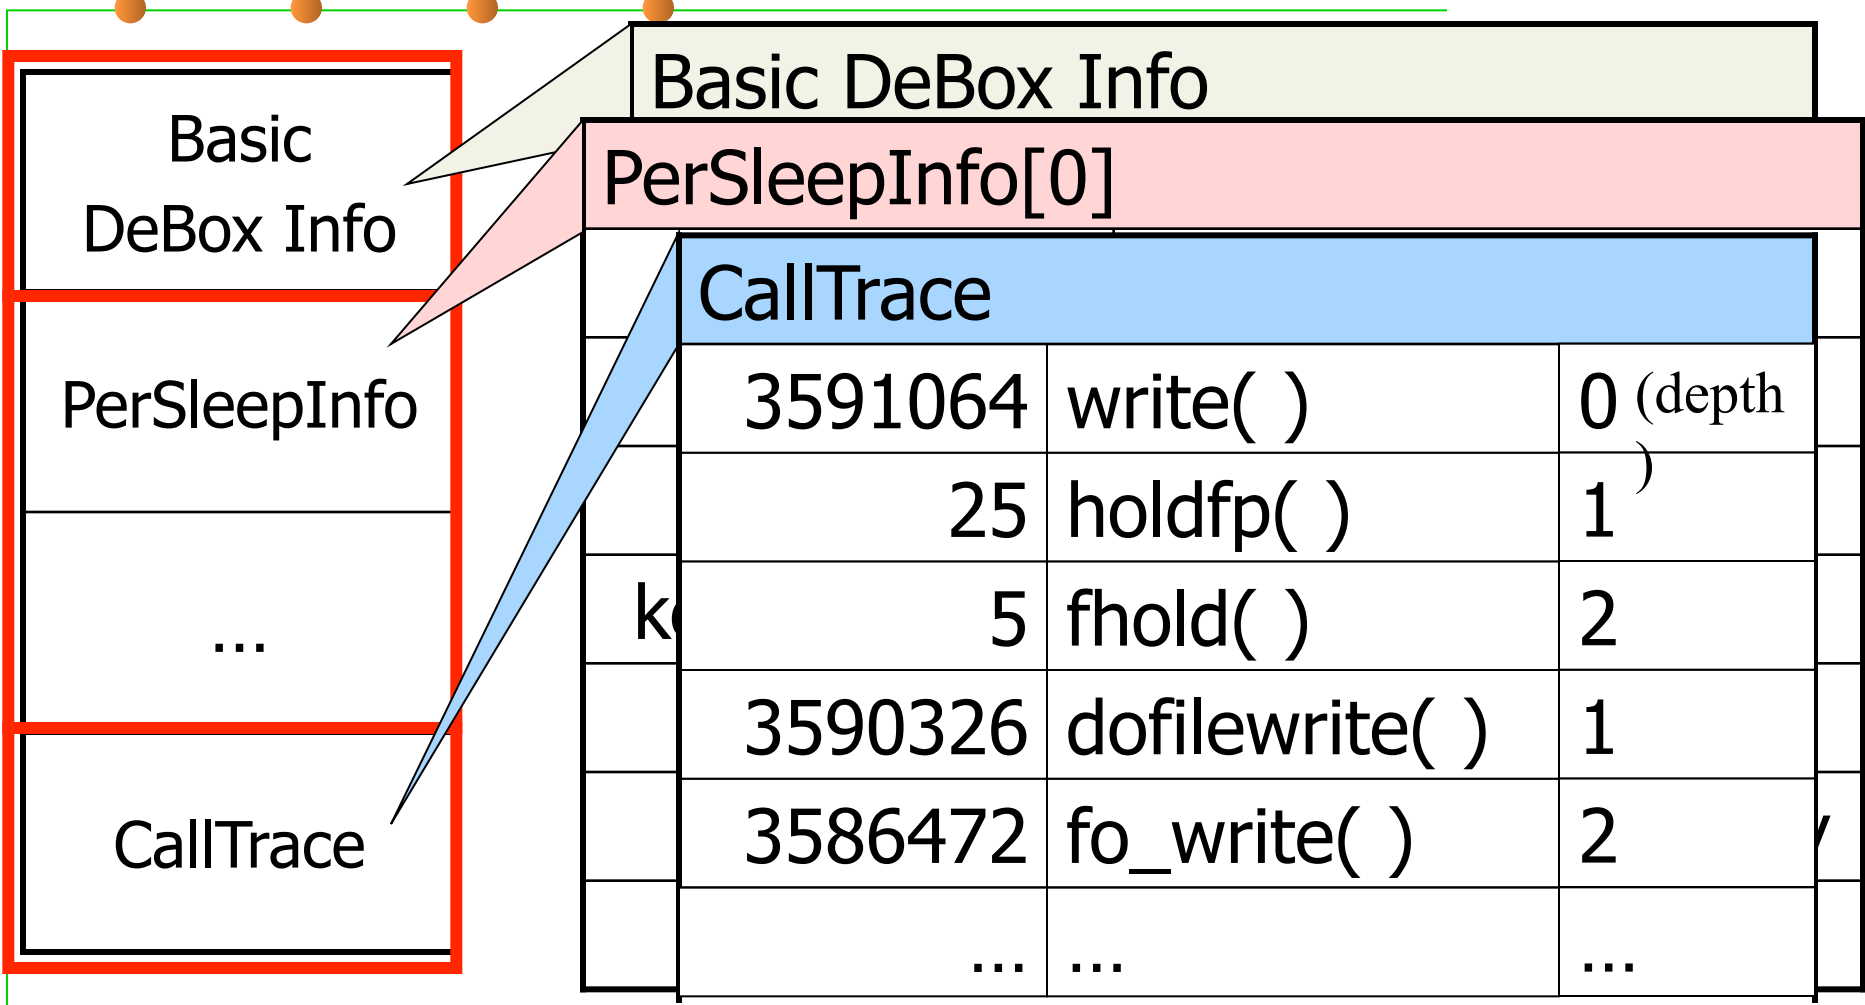 Basic
DeBox Info
PerSleepInfo
...
CallTrace
Basic DeBox Info
PerSleepInfo[0]
CallTrace
3591064 write( ) 0 (depth
)
25 holdfp( ) 1
5 fhold( ) 2
3590326 dofilewrite( ) 1
3586472 fo_write( ) 2
... ... ...